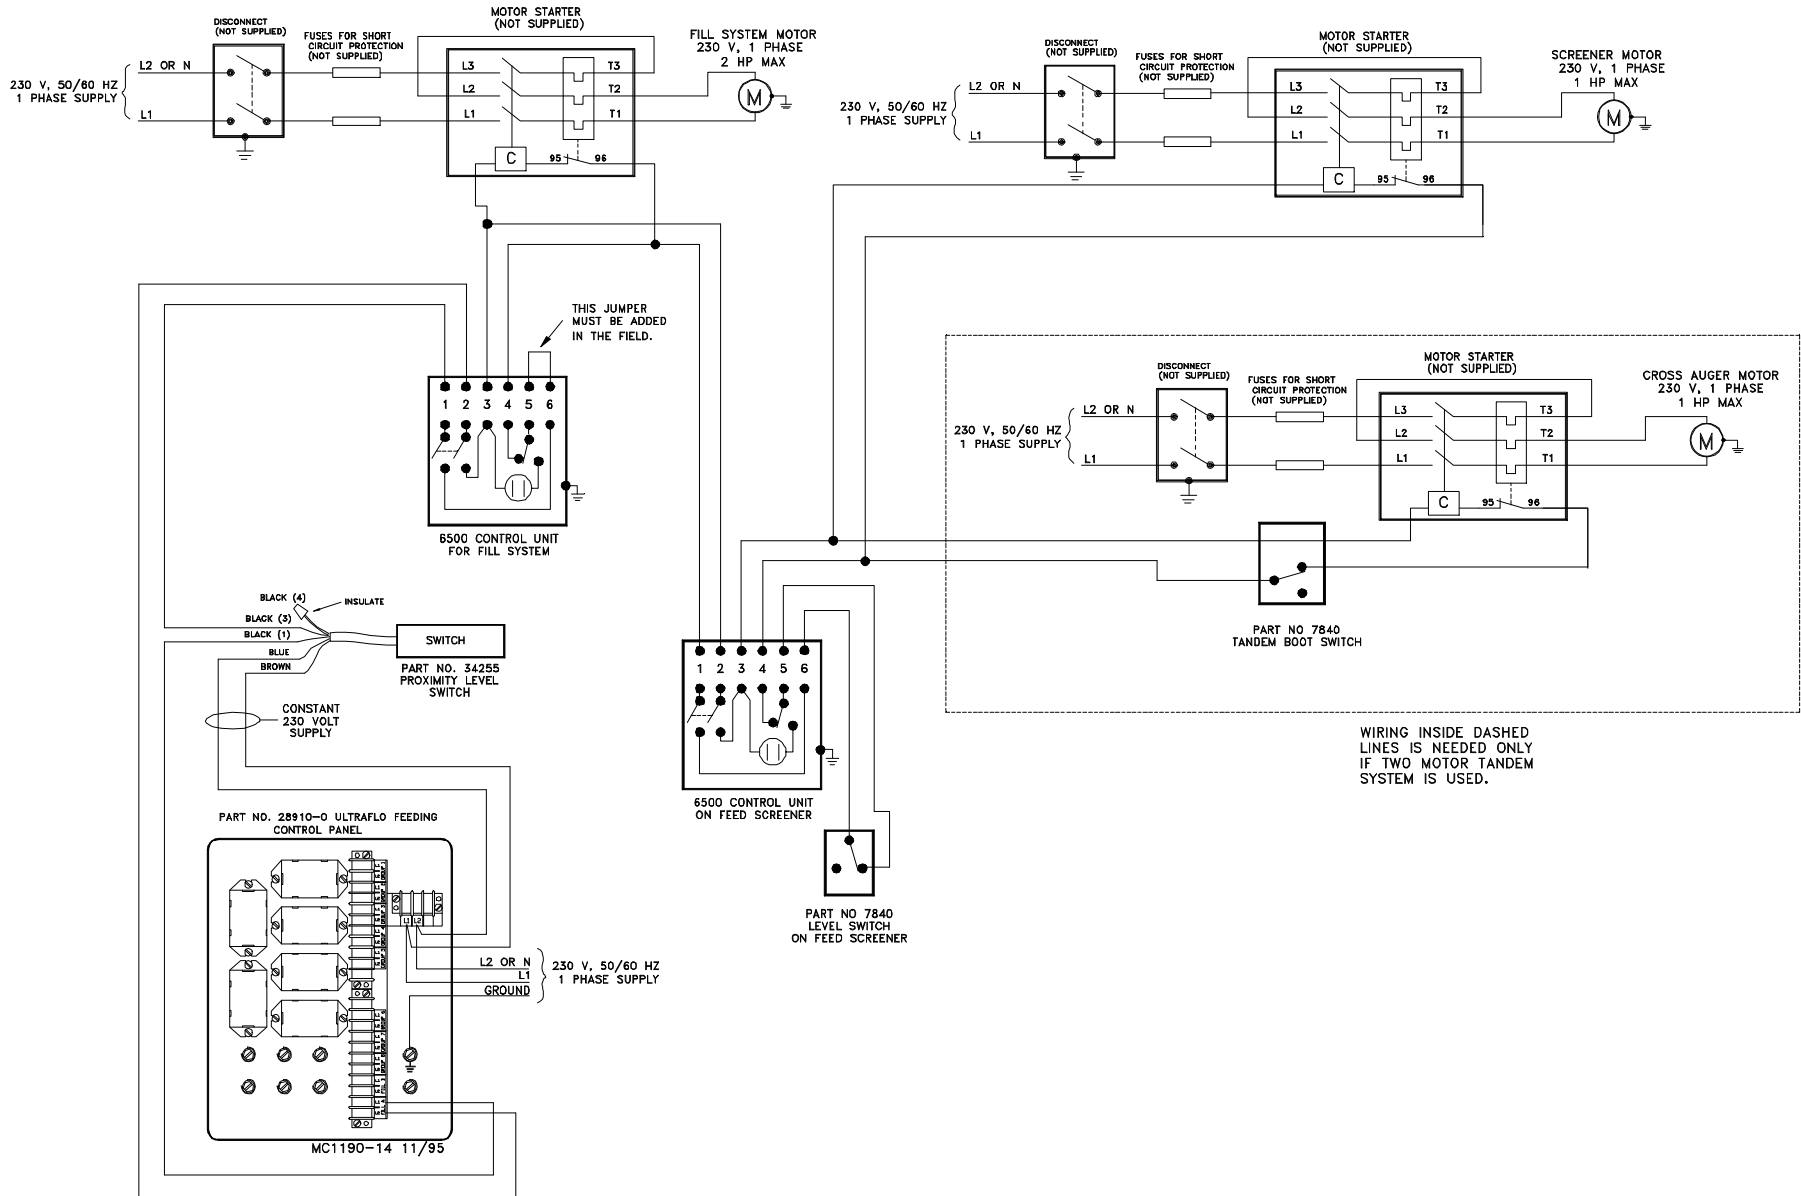 MOTOR STARTER
(NOT SUPPLIED)
DISCONNECT
(NOT SUPPLIED)
FUSES FOR SHORT
CIRCUIT PROTECTION
(NOT SUPPLIED)
FILL SYSTEM MOTOR
230 V, 1 PHASE
2 HP MAX
L2 OR N
230 V, 50/60 HZ
1 PHASE SUPPLY
L1
L3
L2
L1
T3
T2
T1
M
C
95
96
MOTOR STARTER
(NOT SUPPLIED)
DISCONNECT
(NOT SUPPLIED)
FUSES FOR SHORT
CIRCUIT PROTECTION
(NOT SUPPLIED)
SCREENER MOTOR
230 V, 1 PHASE
1 HP MAX
L2 OR N
230 V, 50/60 HZ
1 PHASE SUPPLY
L1
L3
L2
L1
T3
T2
T1
M
C
95
96
THIS JUMPER
MUST BE ADDED
IN THE FIELD.
1 2 3 4 5 6
6500 CONTROL UNIT
FOR FILL SYSTEM
MOTOR STARTER
(NOT SUPPLIED)
DISCONNECT
(NOT SUPPLIED)
FUSES FOR SHORT
CIRCUIT PROTECTION
(NOT SUPPLIED)
CROSS AUGER MOTOR
230 V, 1 PHASE
1 HP MAX
L2 OR N
230 V, 50/60 HZ
1 PHASE SUPPLY
L1
L3
L2
L1
T3
T2
T1
M
C
95
96
PART NO 7840
TANDEM BOOT SWITCH
WIRING INSIDE DASHED
LINES IS NEEDED ONLY
IF TWO MOTOR TANDEM
SYSTEM IS USED.
BLACK (4)
INSULATE
BLACK (3)
BLACK (1)
BLUE
BROWN
SWITCH
PART NO. 34255
PROXIMITY LEVEL
SWITCH
CONSTANT
230 VOLT
SUPPLY
1 2 3 4 5 6
6500 CONTROL UNIT
ON FEED SCREENER
PART NO 7840
LEVEL SWITCH
ON FEED SCREENER
PART NO. 28910-0 ULTRAFLO FEEDING
CONTROL PANEL
L1 L2
L2 OR N
L1
GROUND
230 V, 50/60 HZ
1 PHASE SUPPLY
MC1190-14 11/95